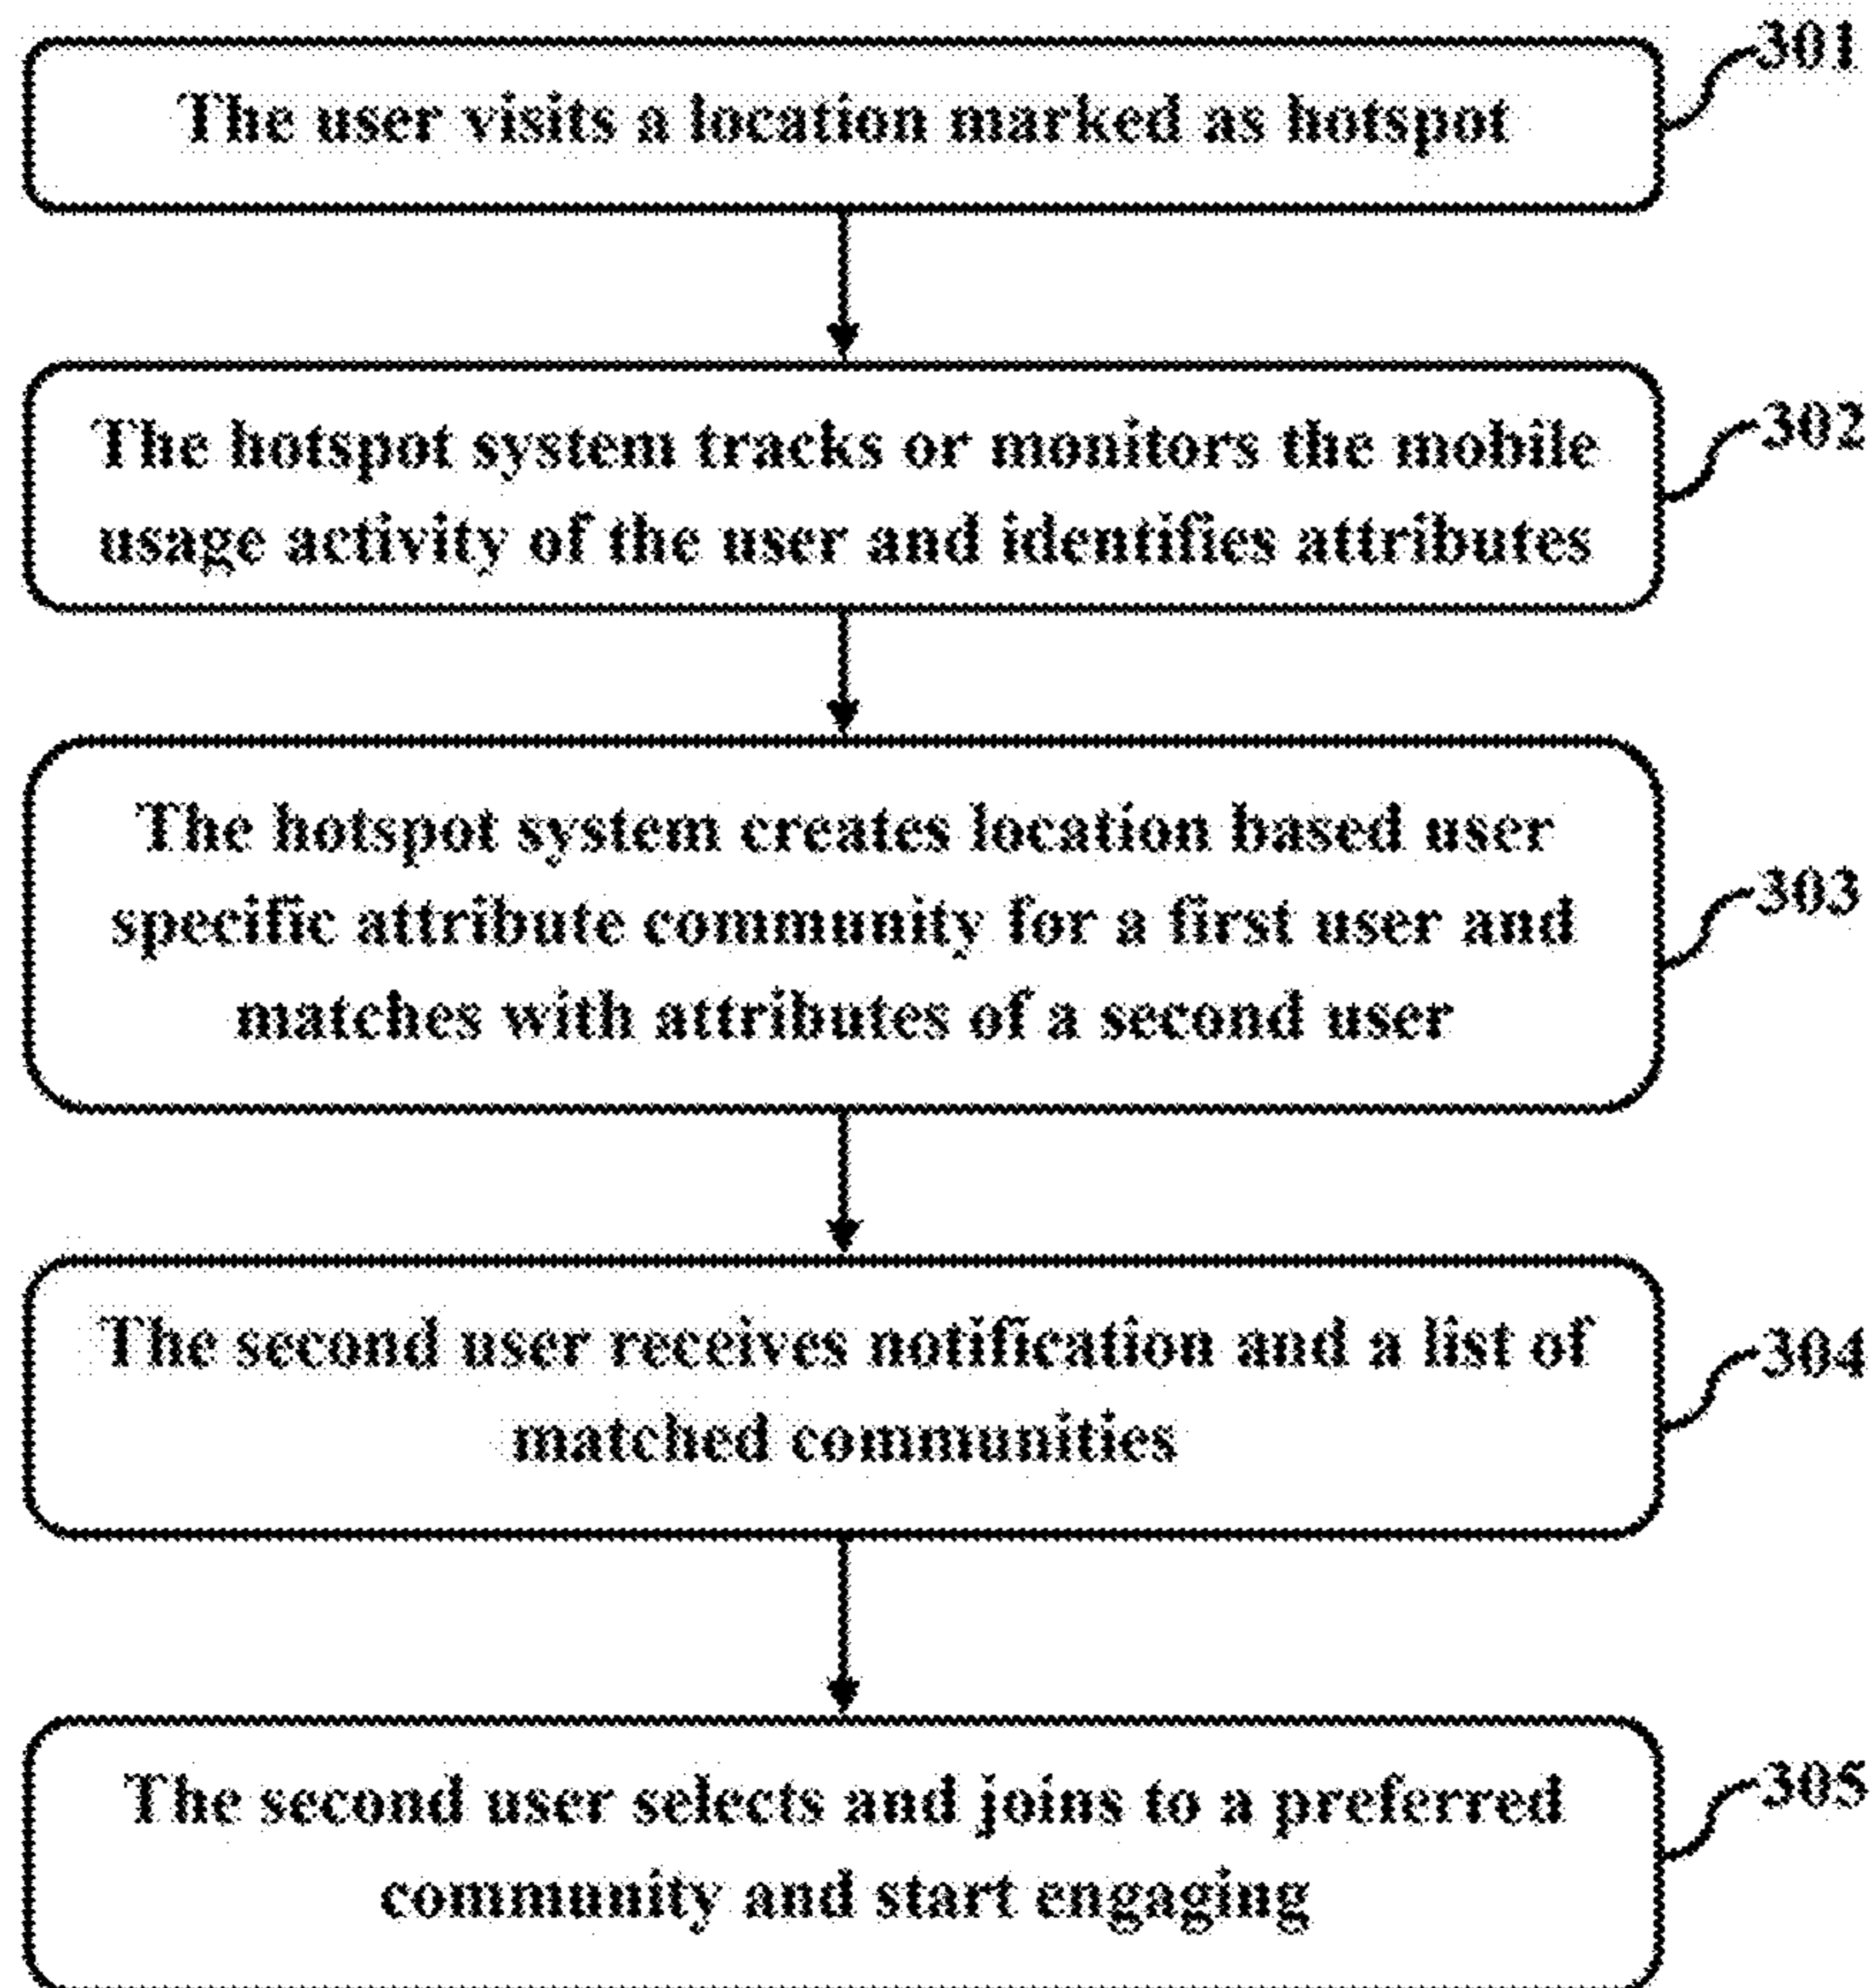 301
The user visits a location marked as hotspot
302
The hotspot system tracks or monitors the mobile
usage activity of the user and identifies attributes
303
The hotspot system creates location based user
specific attribute community for a first user and
matches with attributes of a second user
304
The second user receives notification and a list of
matched communities
305
The second user selects and joins to a preferred
community and start engaging